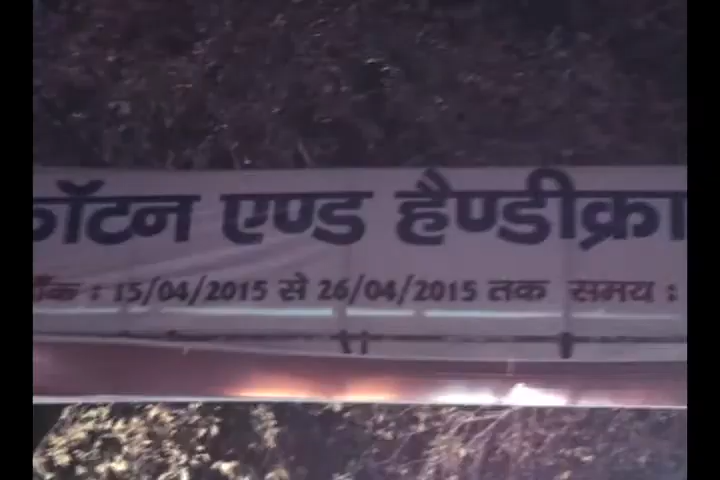 कॉटन एण्ड हैण्डीक्रा
: 15/04/2015 से 26/04/2015 तक समय :